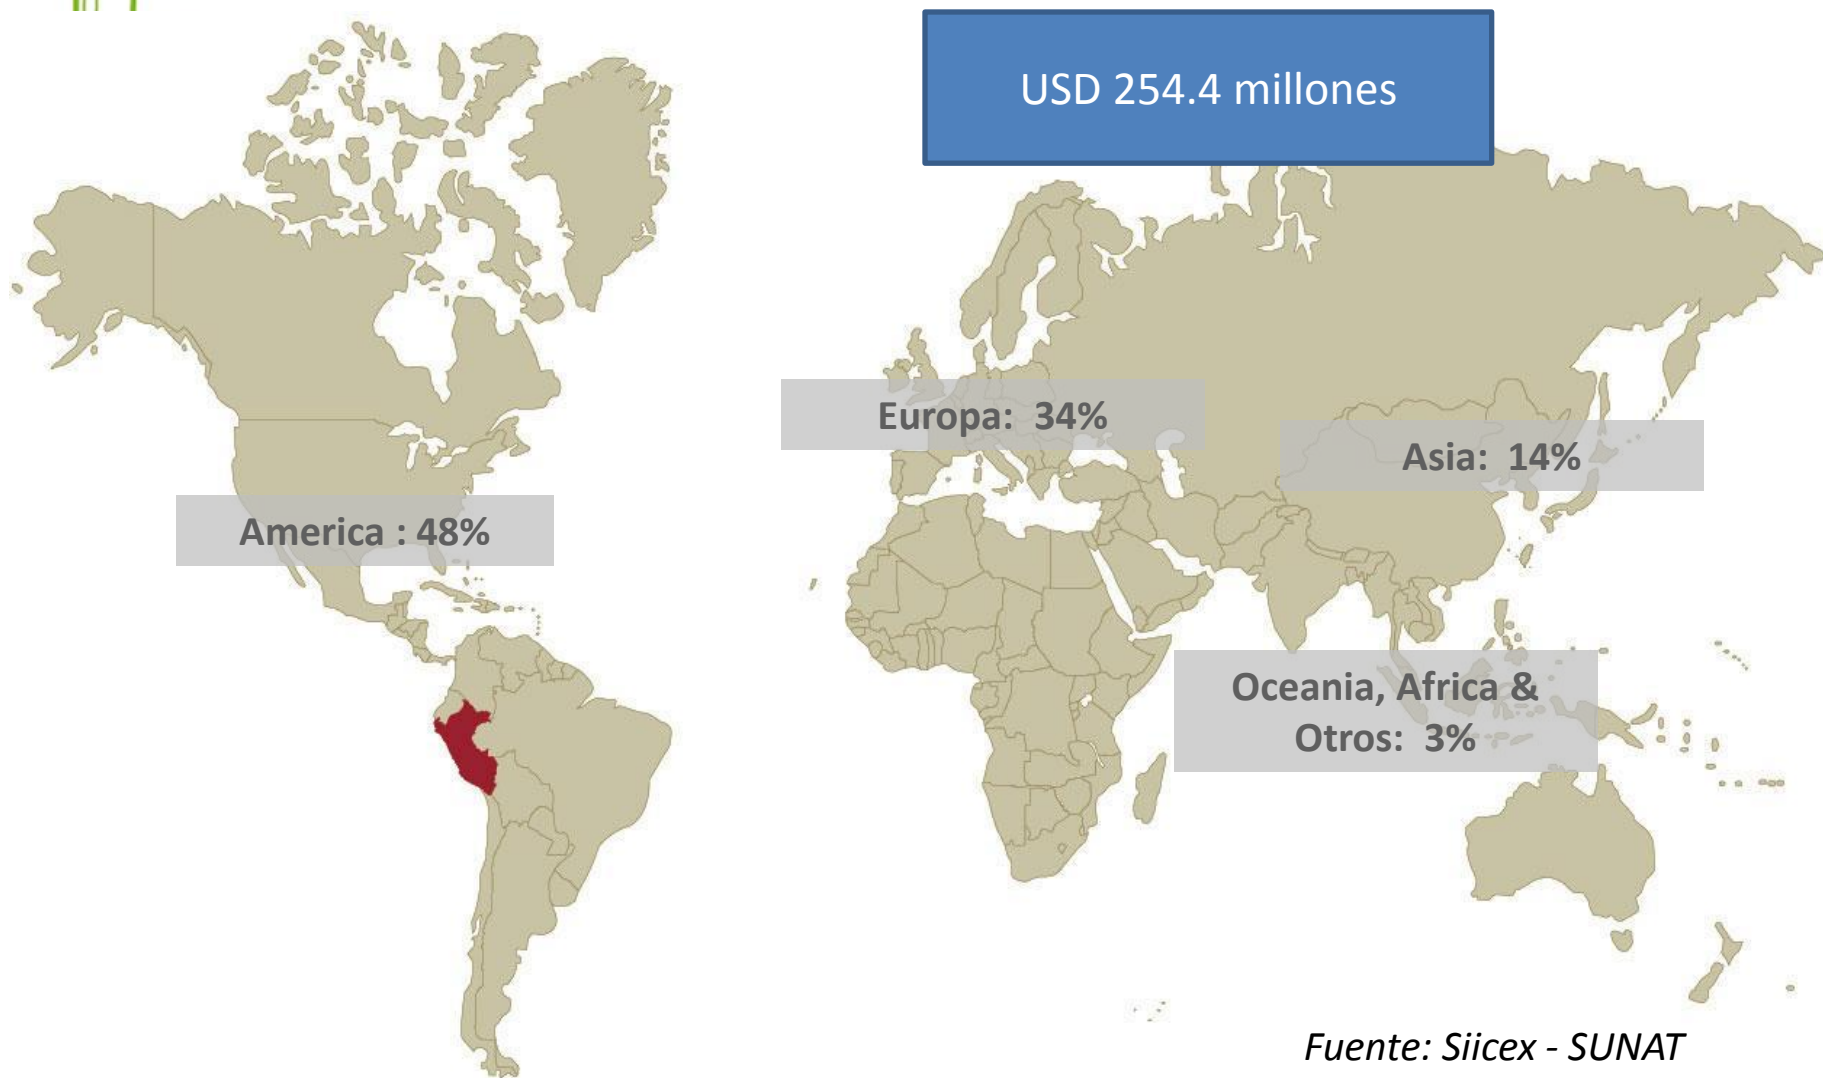 USD 254.4 millones
Europa: 34%
Asia: 14%
America : 48%
Oceania, Africa &
Otros: 3%
Fuente: Siicex - SUNAT